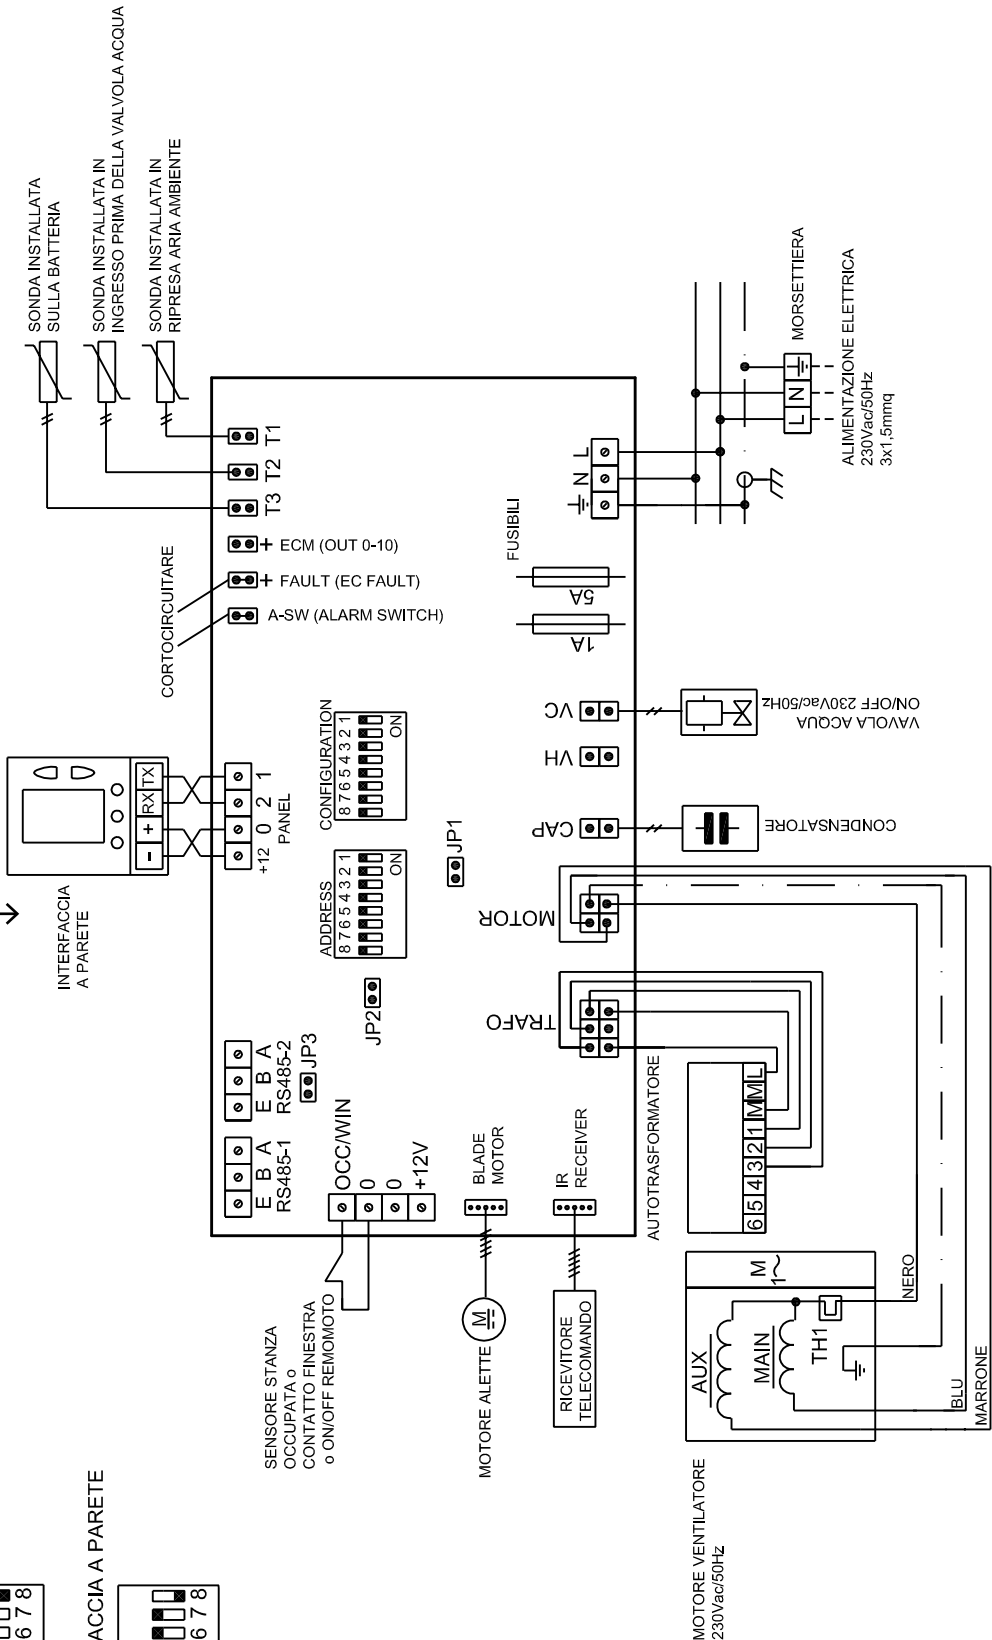 SONDA INSTALLATA
SULLA BATTERIA
SONDA INSTALLATA IN
INGRESSO PRIMA DELLA VALVOLA ACQUA
SONDA INSTALLATA IN
RIPRESA ARIA AMBIENTE
T1
T2
T3
+ ECM (OUT 0-10)
+ FAULT (EC FAULT)
A-SW (ALARM SWITCH)
CORTOCIRCUITARE
INTERFACCIA
A PARETE
- + RX TX
+12 0 2 1
PANEL
CONFIGURATION
8 7 6 5 4 3 2 1
ON
ADDRESS
8 7 6 5 4 3 2 1
ON
JP1
JP2
JP3
E B A
RS485-2
E B A
RS485-1
OCC/WIN
0
0
+12V
SENSORE STANZA
OCCUPATA o
CONTATTO FINESTRA
o ON/OFF REMOMOTO
BLADE
MOTOR
M
MOTORE ALETTE
IR
RECEIVER
RICEVITORE
TELECOMANDO
FUSIBILI
5A
1A
N L
MORSETTIERA
L N
ALIMENTAZIONE ELETTRICA
230Vac/50Hz
3x1,5mmq
VC
VH
CAP
VAVOLA ACQUA
ON/OFF 230Vac/50Hz
CONDENSATORE
MOTOR
TRAFO
AUTOTRASFORMATORE
6 5 4 3 2 1 M M L
M
1
AUX
MAIN
TH1
NERO
BLU
MARRONE
MOTORE VENTILATORE
230Vac/50Hz
6 7 8
ACCIA A PARETE
6 7 8